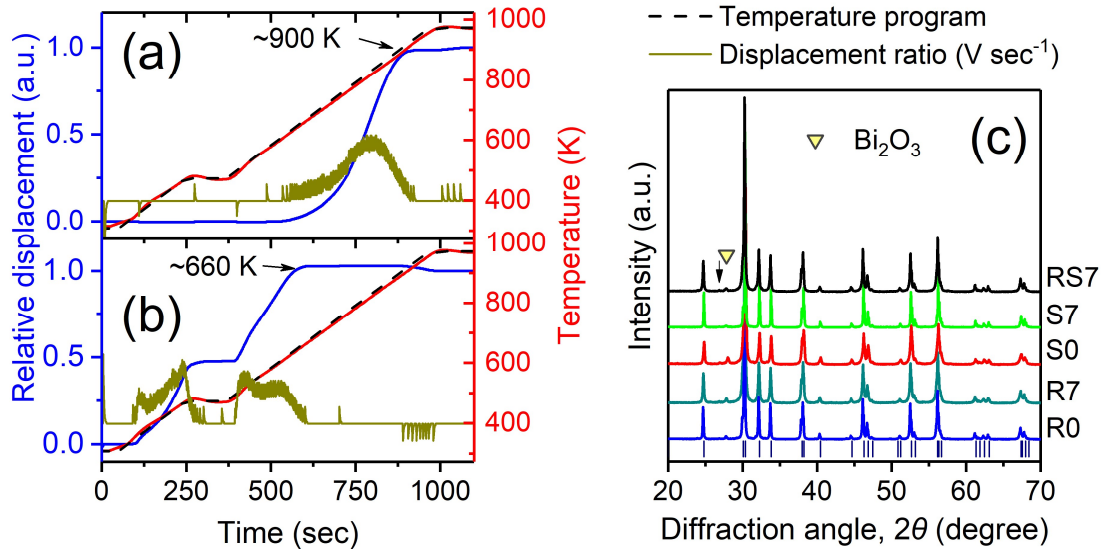 Temperature program
Displacement ratio (V sec⁻¹)
(a)
~900 K
1.0
0.5
0.0
1000
800
600
400
Relative displacement (a.u.)
Temperature (K)
(b)
~660 K
1.0
0.5
0.0
1000
800
600
400
0
250
500
750
1000
Time (sec)
(c)
Bi₂O₃
Intensity (a.u.)
RS7
S7
S0
R7
R0
20
30
40
50
60
70
Diffraction angle, 2θ (degree)